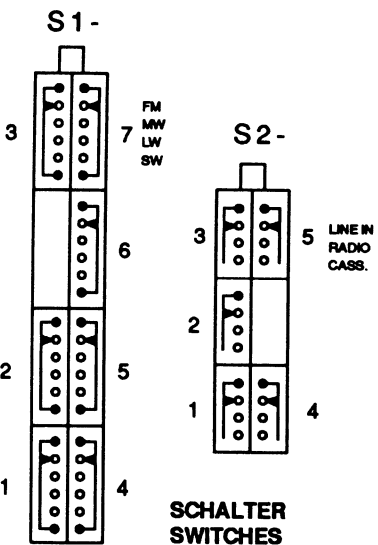 S1-
3
7
FM
MW
LW
SW
6
2
5
1
4
S2-
3
5
LINE IN
RADIO
CASS.
2
1
4
SCHALTER
SWITCHES